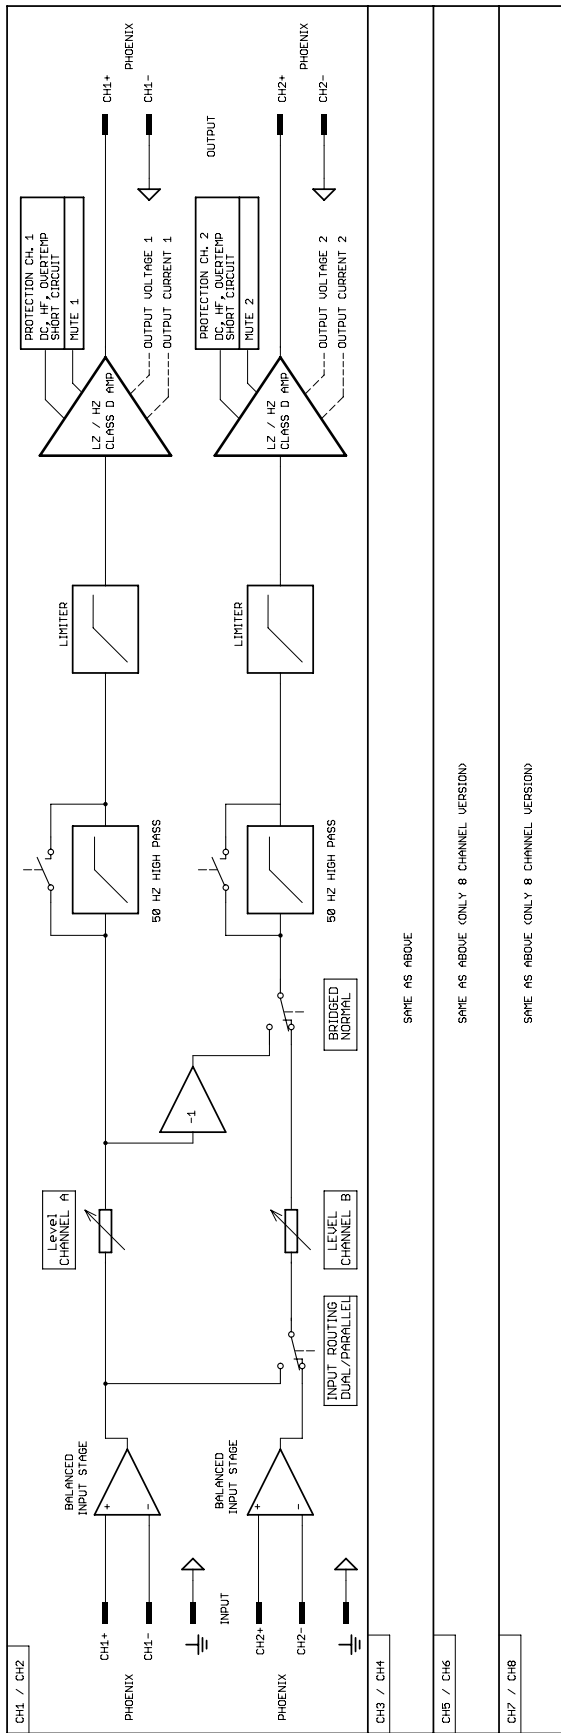 CH1 / CH2
PHOENIX
CH1+
CH1-
INPUT
CH2+
CH2-
PHOENIX
BALANCED
INPUT STAGE
+
-
BALANCED
INPUT STAGE
+
-
INPUT ROUTING
DUAL/PARALLEL
Level
CHANNEL A
LEVEL
CHANNEL B
-1
BRIDGED
NORMAL
50 HZ HIGH PASS
50 HZ HIGH PASS
LIMITER
LIMITER
LZ / HZ
CLASS D AMP
PROTECTION CH. 1
DC, HF, OVERTEMP
SHORT CIRCUIT
MUTE 1
OUTPUT VOLTAGE 1
OUTPUT CURRENT 1
LZ / HZ
CLASS D AMP
PROTECTION CH. 2
DC, HF, OVERTEMP
SHORT CIRCUIT
MUTE 2
OUTPUT VOLTAGE 2
OUTPUT CURRENT 2
CH1+
PHOENIX
CH1-
OUTPUT
CH2+
PHOENIX
CH2-
CH3 / CH4
SAME AS ABOVE
CH5 / CH6
SAME AS ABOVE (ONLY 8 CHANNEL VERSION)
CH7 / CH8
SAME AS ABOVE (ONLY 8 CHANNEL VERSION)